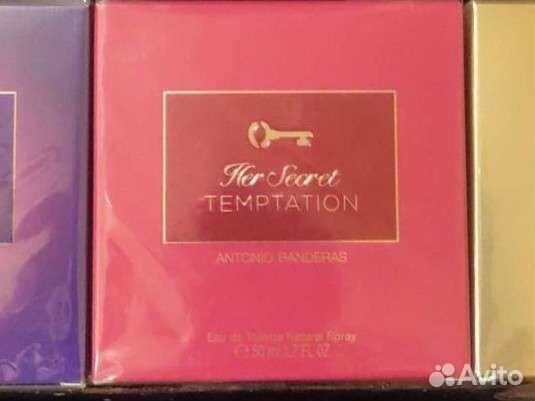 Her Secret
TEMPTATION
ANTONIO BANDERAS
Eau de Toilette Natural Spray
e 50 ml 1.7 FL OZ
Avito